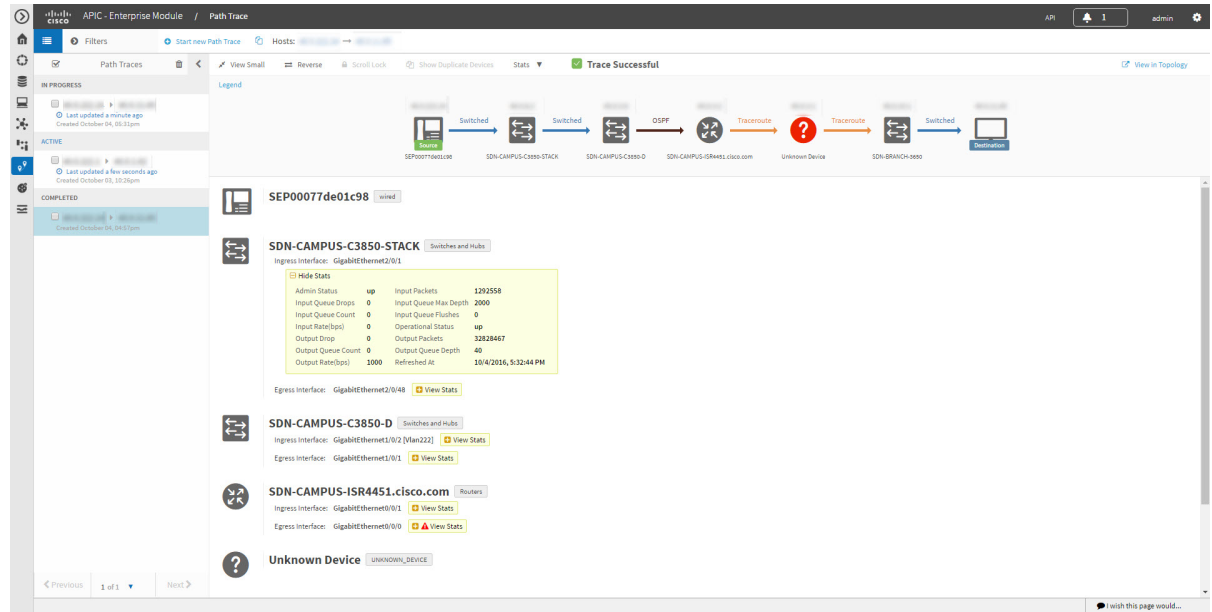 cisco APIC - Enterprise Module / Path Trace API 1 admin
Filters Start new Path Trace Hosts: →
Path Traces View Small Reverse Scroll Lock Show Duplicate Devices Stats ▼ Trace Successful View in Topology
IN PROGRESS
Last updated a minute ago
Created October 04, 05:31pm
ACTIVE
Last updated a few seconds ago
Created October 03, 10:26pm
COMPLETED
Created October 04, 04:57pm
Previous 1 of 1 ▼ Next
Legend
Switched Switched OSPF Traceroute Traceroute Switched
Source Destination
SEP00077de01c98 SDN-CAMPUS-C3850-STACK SDN-CAMPUS-C3850-D SDN-CAMPUS-ISR4451.cisco.com Unknown Device SDN-BRANCH-3650
SEP00077de01c98 wired
SDN-CAMPUS-C3850-STACK Switches and Hubs
Ingress Interface: GigabitEthernet2/0/1
Hide Stats
Admin Status up Input Packets 1292558
Input Queue Drops 0 Input Queue Max Depth 2000
Input Queue Count 0 Input Queue Flushes 0
Input Rate(bps) 0 Operational Status up
Output Drop 0 Output Packets 32828467
Output Queue Count 0 Output Queue Depth 40
Output Rate(bps) 1000 Refreshed At 10/4/2016, 5:32:44 PM
Egress Interface: GigabitEthernet2/0/48 View Stats
SDN-CAMPUS-C3850-D Switches and Hubs
Ingress Interface: GigabitEthernet1/0/2 [Vlan222] View Stats
Egress Interface: GigabitEthernet1/0/1 View Stats
SDN-CAMPUS-ISR4451.cisco.com Routers
Ingress Interface: GigabitEthernet0/0/1 View Stats
Egress Interface: GigabitEthernet0/0/0 View Stats
Unknown Device UNKNOWN_DEVICE
I wish this page would...